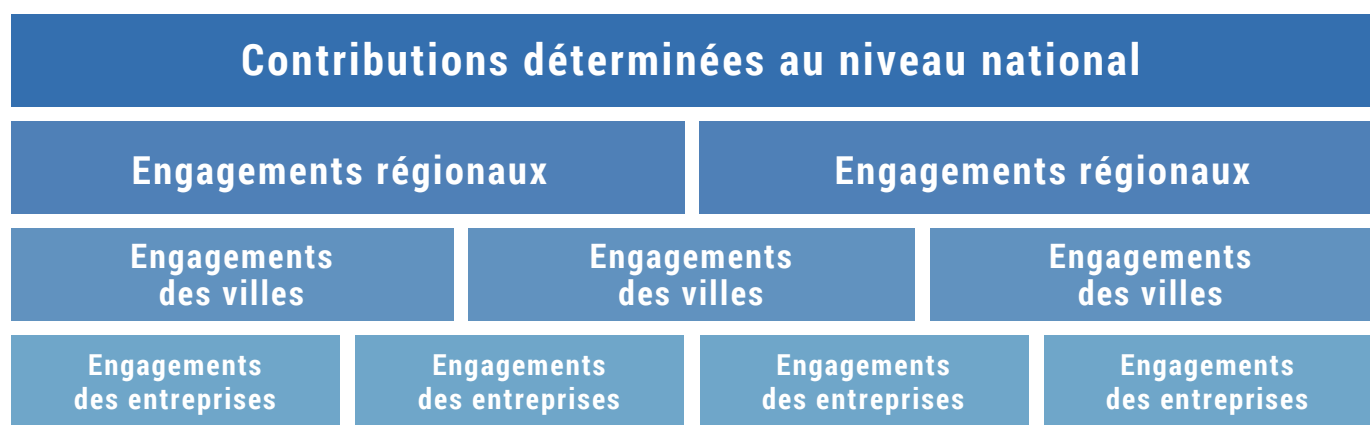 Contributions déterminées au niveau national
Engagements régionaux
Engagements régionaux
Engagements
des villes
Engagements
des villes
Engagements
des villes
Engagements
des entreprises
Engagements
des entreprises
Engagements
des entreprises
Engagements
des entreprises